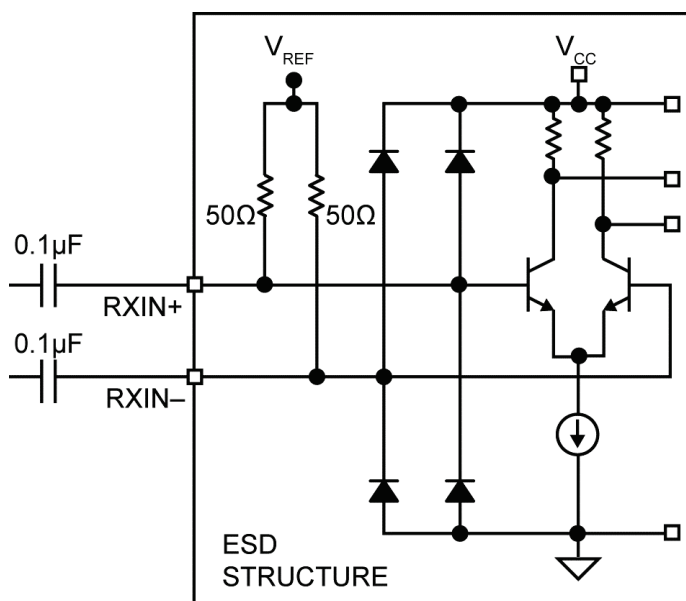 VREF
VCC
50Ω
50Ω
0.1µF
RXIN+
0.1µF
RXIN–
ESD
STRUCTURE